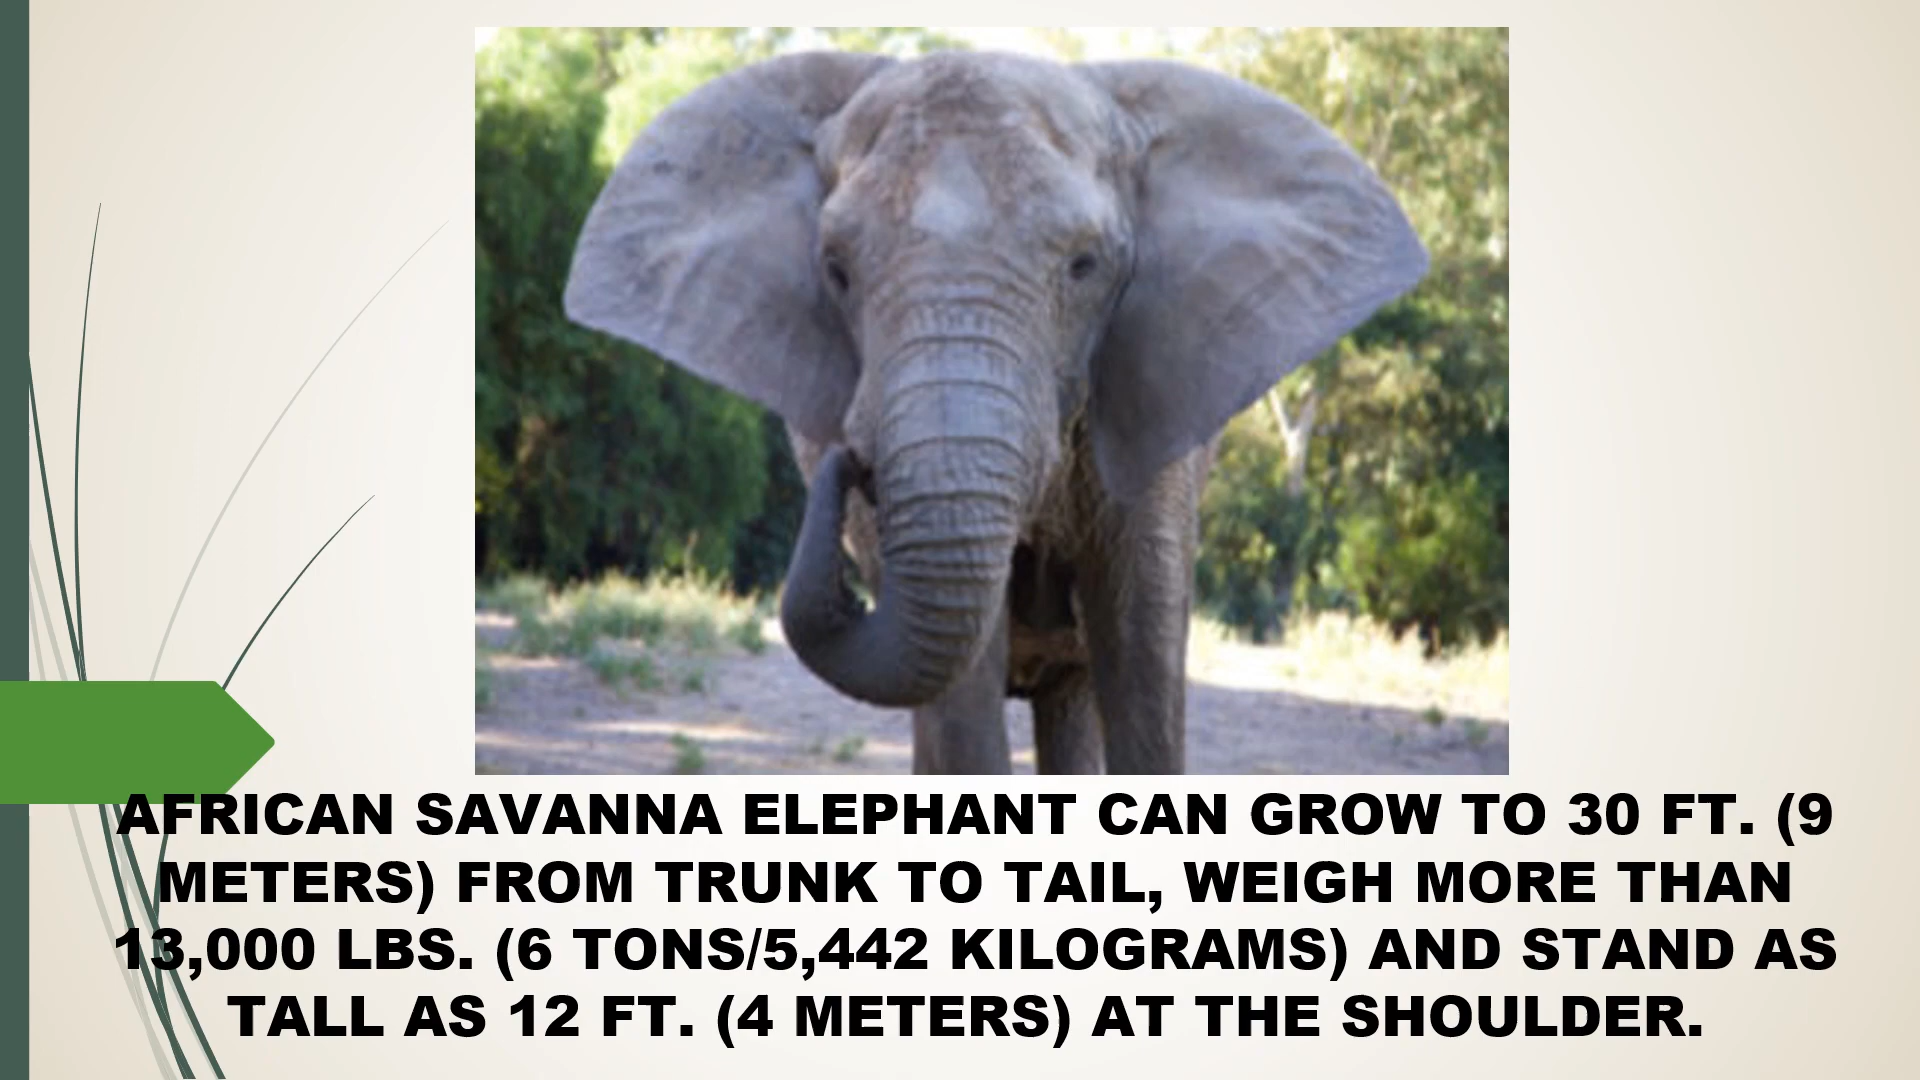 AFRICAN SAVANNA ELEPHANT CAN GROW TO 30 FT. (9
METERS) FROM TRUNK TO TAIL, WEIGH MORE THAN
13,000 LBS. (6 TONS/5,442 KILOGRAMS) AND STAND AS
TALL AS 12 FT. (4 METERS) AT THE SHOULDER.